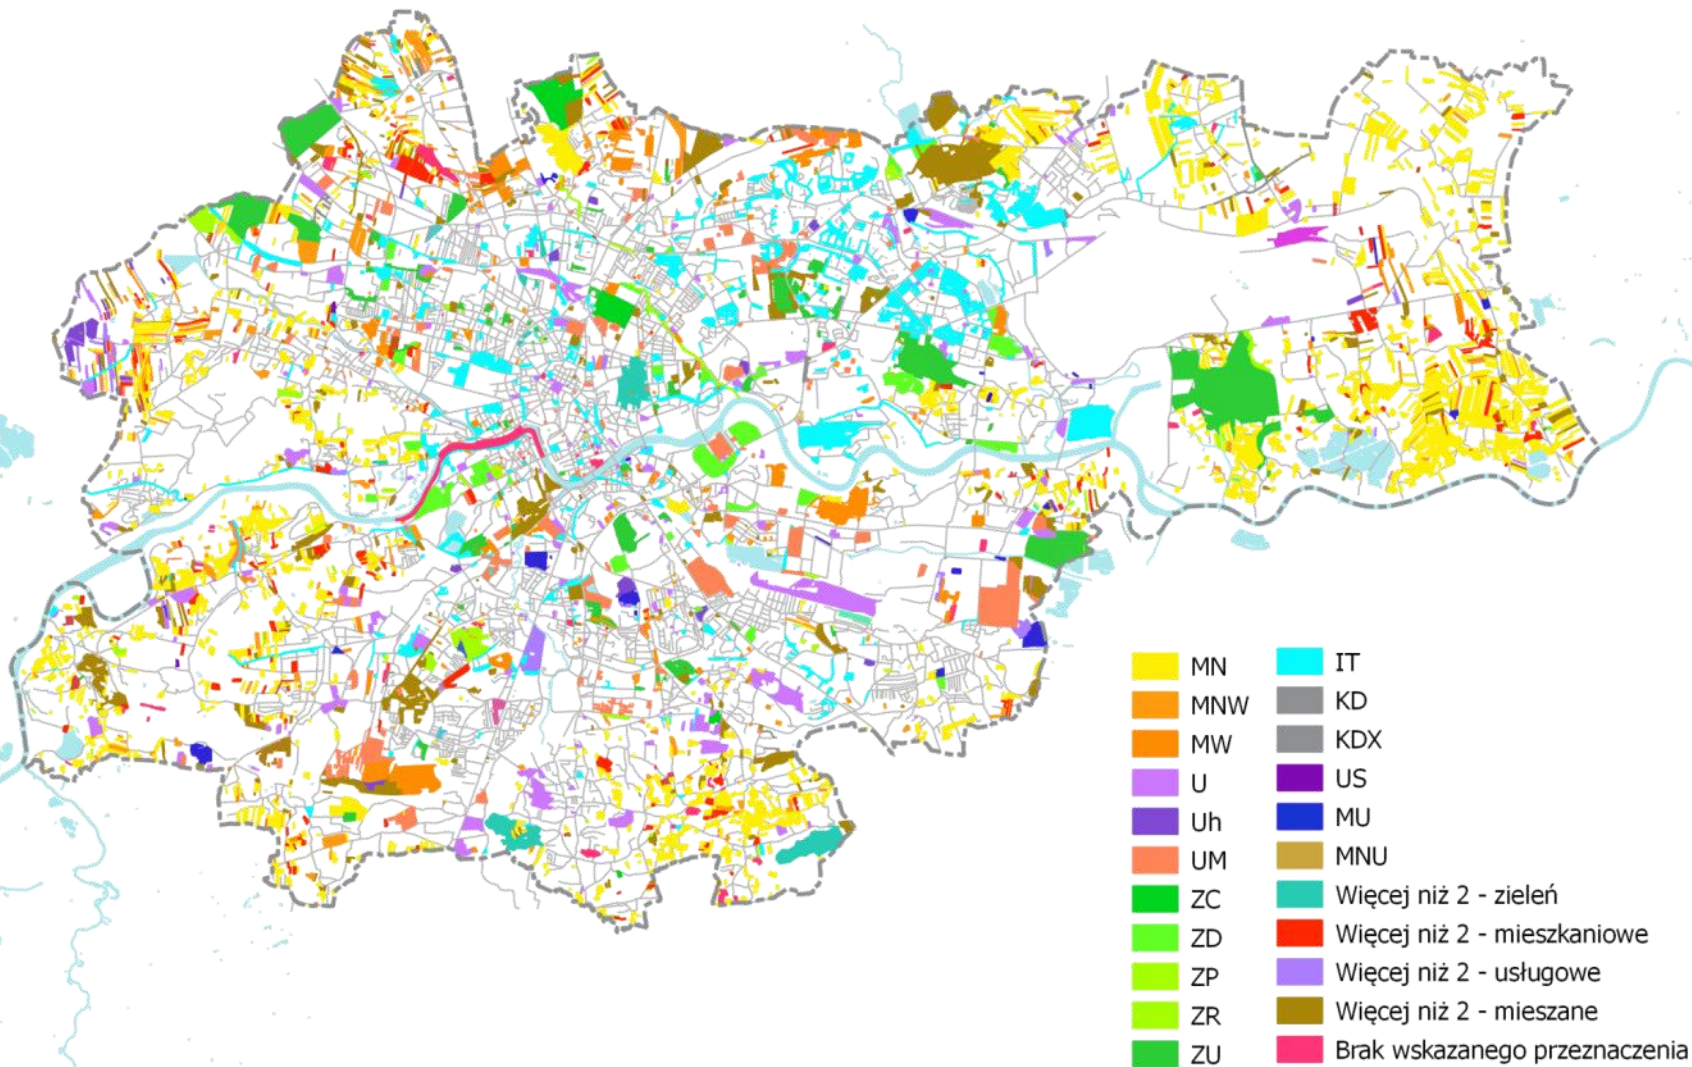 MN
MNW
MW
U
Uh
UM
ZC
ZD
ZP
ZR
ZU
IT
KD
KDX
US
MU
MNU
Więcej niż 2 - zieleń
Więcej niż 2 - mieszkaniowe
Więcej niż 2 - usługowe
Więcej niż 2 - mieszane
Brak wskazanego przeznaczenia